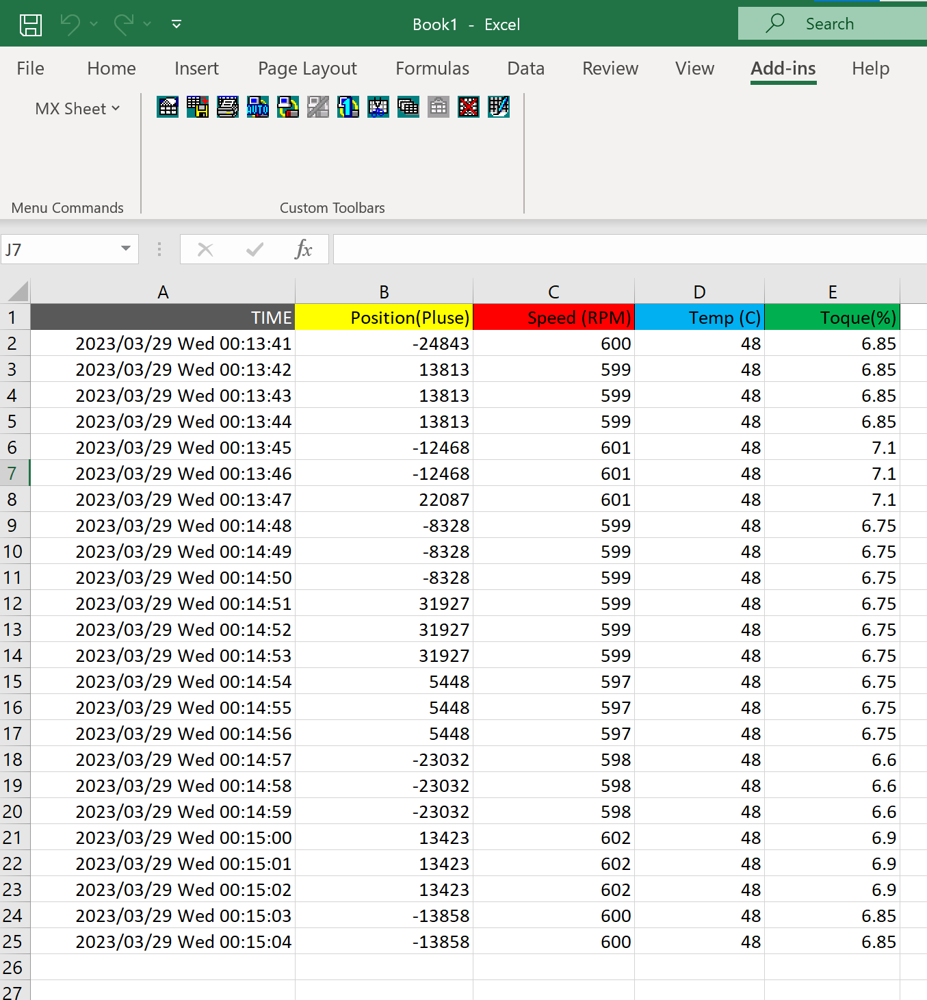 Book1 - Excel
Search
File Home Insert Page Layout Formulas Data Review View Add-ins Help
MX Sheet
AUTO
1
Menu Commands
Custom Toolbars
J7
fx
A B C D E
1 TIME Position(Pluse) Speed (RPM) Temp (C) Toque(%)
2 2023/03/29 Wed 00:13:41 -24843 600 48 6.85
3 2023/03/29 Wed 00:13:42 13813 599 48 6.85
4 2023/03/29 Wed 00:13:43 13813 599 48 6.85
5 2023/03/29 Wed 00:13:44 13813 599 48 6.85
6 2023/03/29 Wed 00:13:45 -12468 601 48 7.1
7 2023/03/29 Wed 00:13:46 -12468 601 48 7.1
8 2023/03/29 Wed 00:13:47 22087 601 48 7.1
9 2023/03/29 Wed 00:14:48 -8328 599 48 6.75
10 2023/03/29 Wed 00:14:49 -8328 599 48 6.75
11 2023/03/29 Wed 00:14:50 -8328 599 48 6.75
12 2023/03/29 Wed 00:14:51 31927 599 48 6.75
13 2023/03/29 Wed 00:14:52 31927 599 48 6.75
14 2023/03/29 Wed 00:14:53 31927 599 48 6.75
15 2023/03/29 Wed 00:14:54 5448 597 48 6.75
16 2023/03/29 Wed 00:14:55 5448 597 48 6.75
17 2023/03/29 Wed 00:14:56 5448 597 48 6.75
18 2023/03/29 Wed 00:14:57 -23032 598 48 6.6
19 2023/03/29 Wed 00:14:58 -23032 598 48 6.6
20 2023/03/29 Wed 00:14:59 -23032 598 48 6.6
21 2023/03/29 Wed 00:15:00 13423 602 48 6.9
22 2023/03/29 Wed 00:15:01 13423 602 48 6.9
23 2023/03/29 Wed 00:15:02 13423 602 48 6.9
24 2023/03/29 Wed 00:15:03 -13858 600 48 6.85
25 2023/03/29 Wed 00:15:04 -13858 600 48 6.85
26
27